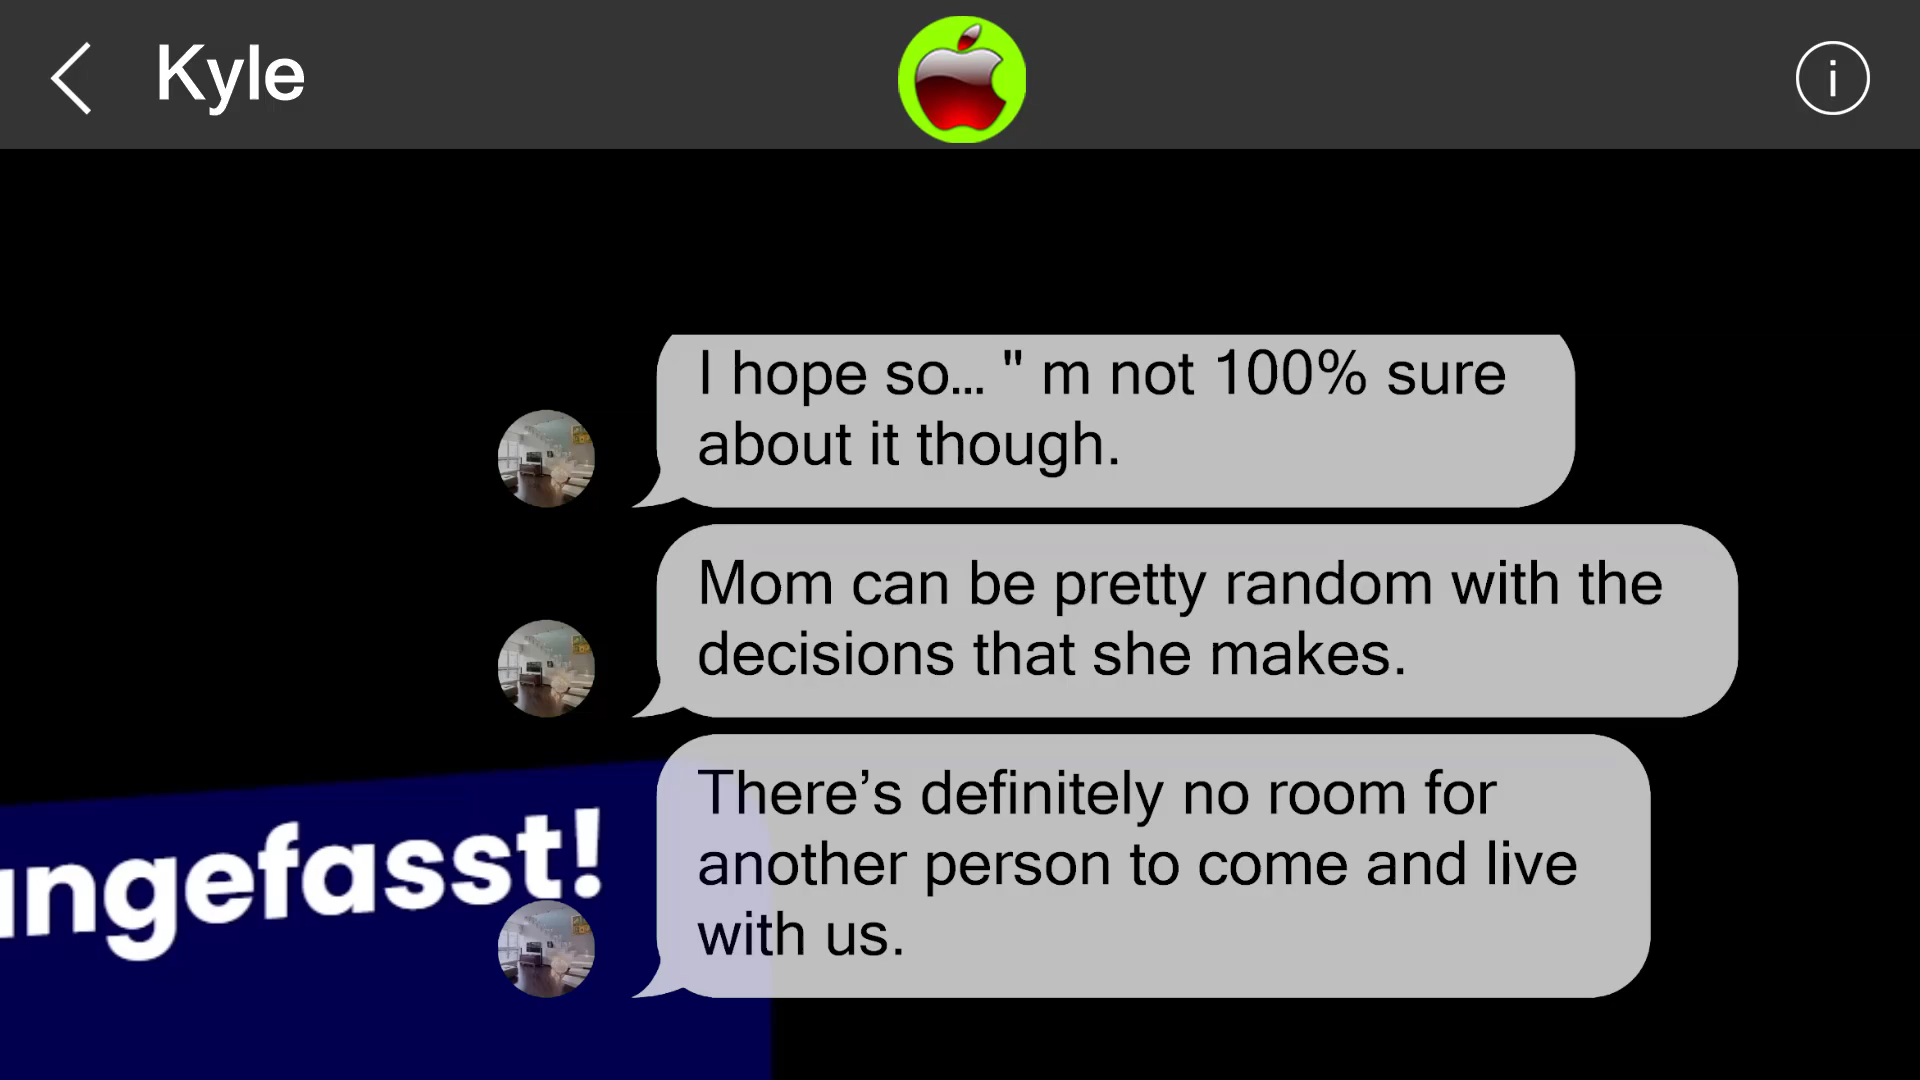 Kyle
i
I hope so... " m not 100% sure
about it though.
Mom can be pretty random with the
decisions that she makes.
There’s definitely no room for
another person to come and live
with us.
ngefasst!